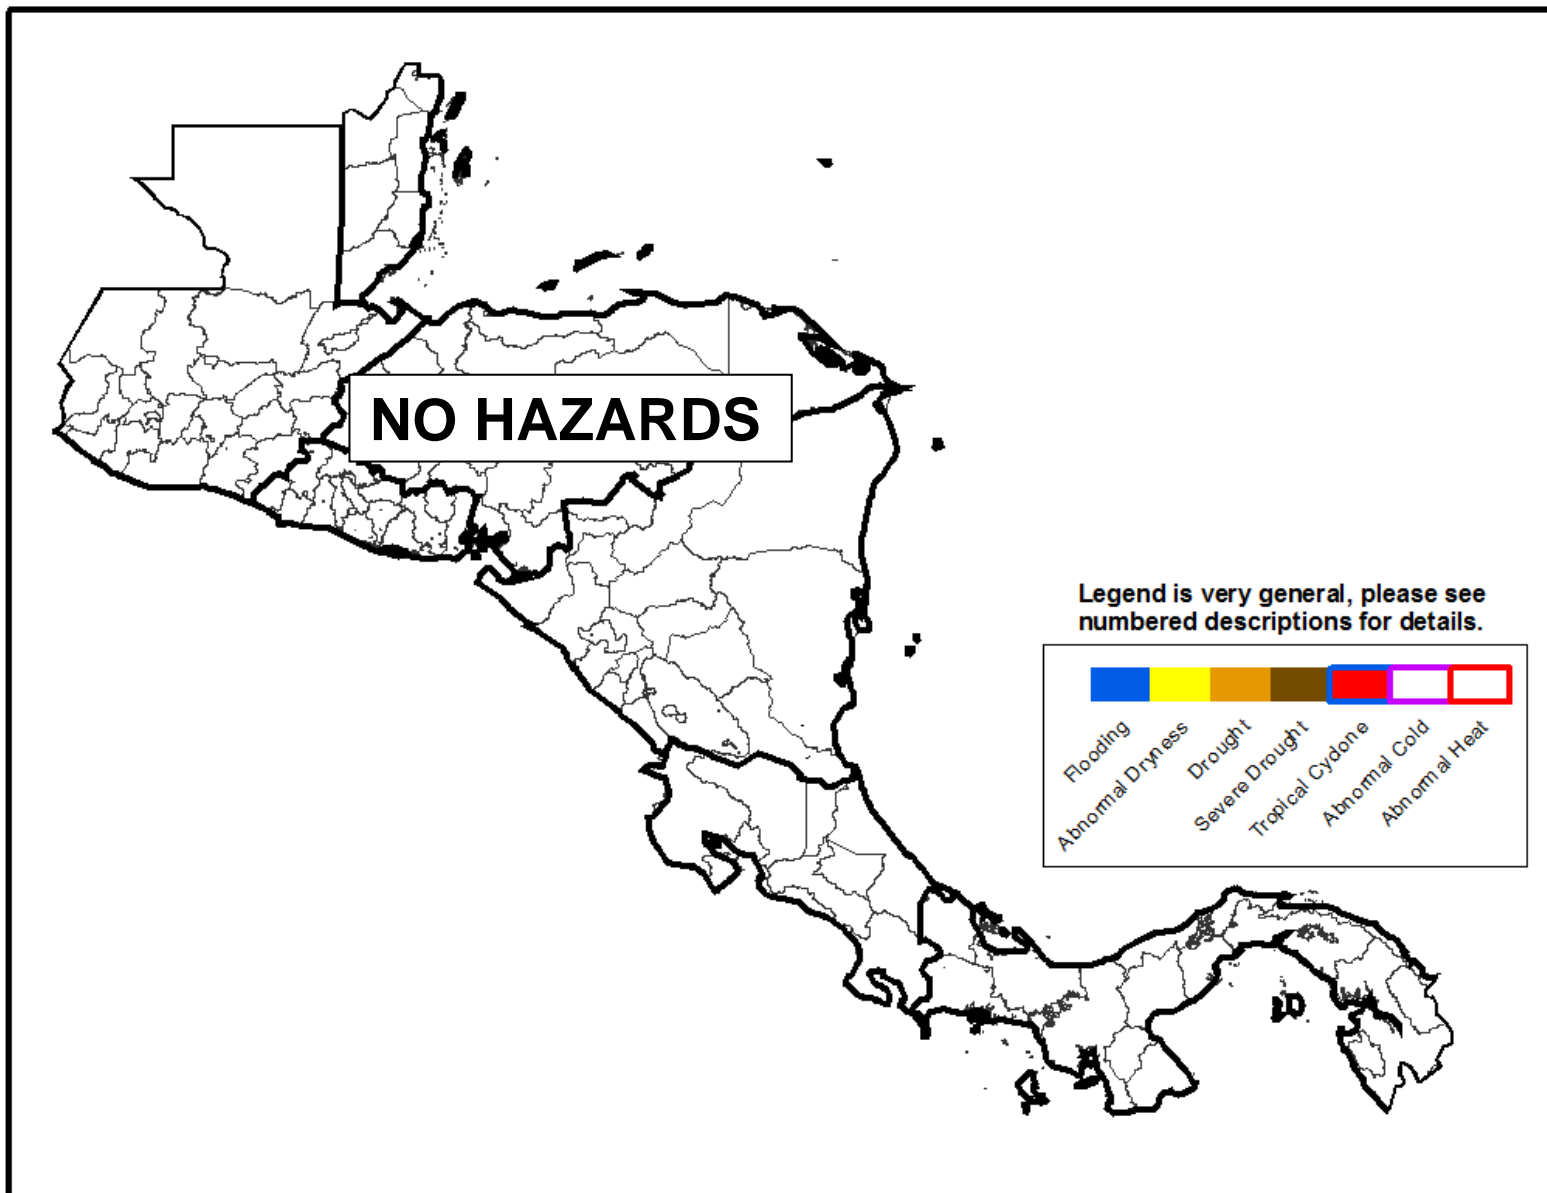 NO HAZARDS
Legend is very general, please see
numbered descriptions for details.
Flooding
Abnormal Dryness
Drought
Severe Drought
Tropical Cyclone
Abnormal Cold
Abnormal Heat